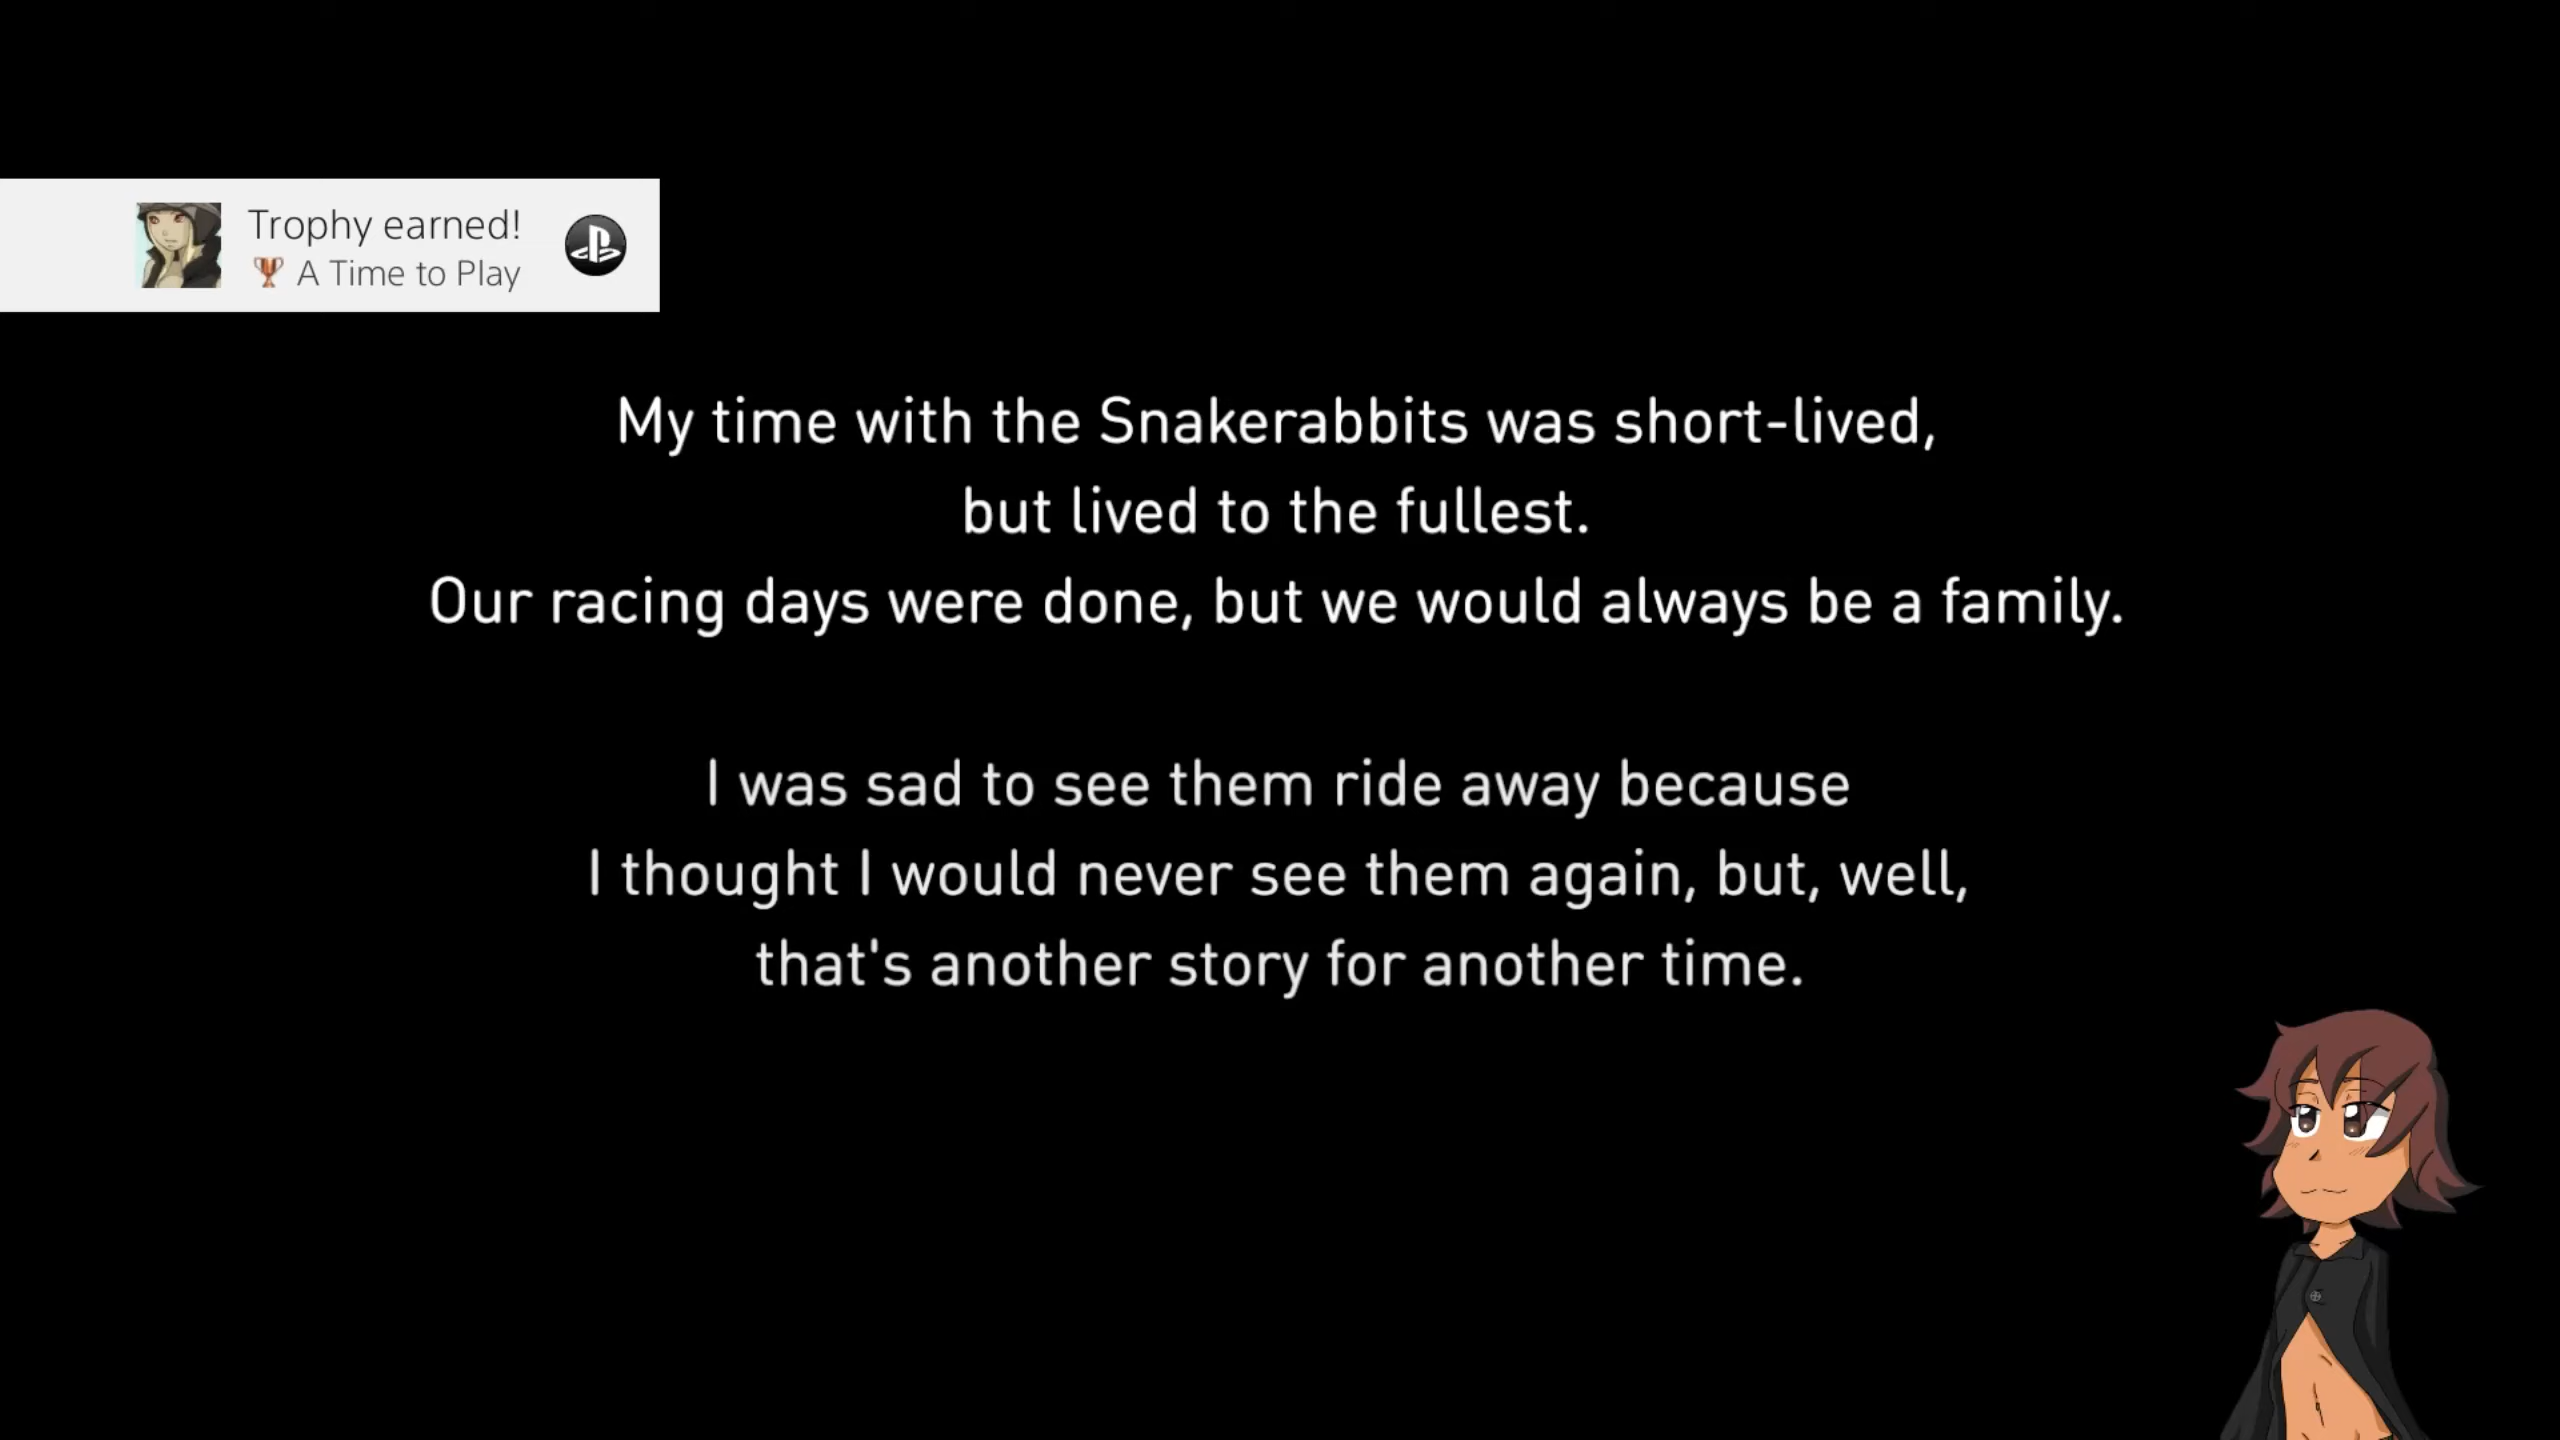 Trophy earned!
A Time to Play
My time with the Snakerabbits was short-lived,
but lived to the fullest.
Our racing days were done, but we would always be a family.
I was sad to see them ride away because
I thought I would never see them again, but, well,
that's another story for another time.